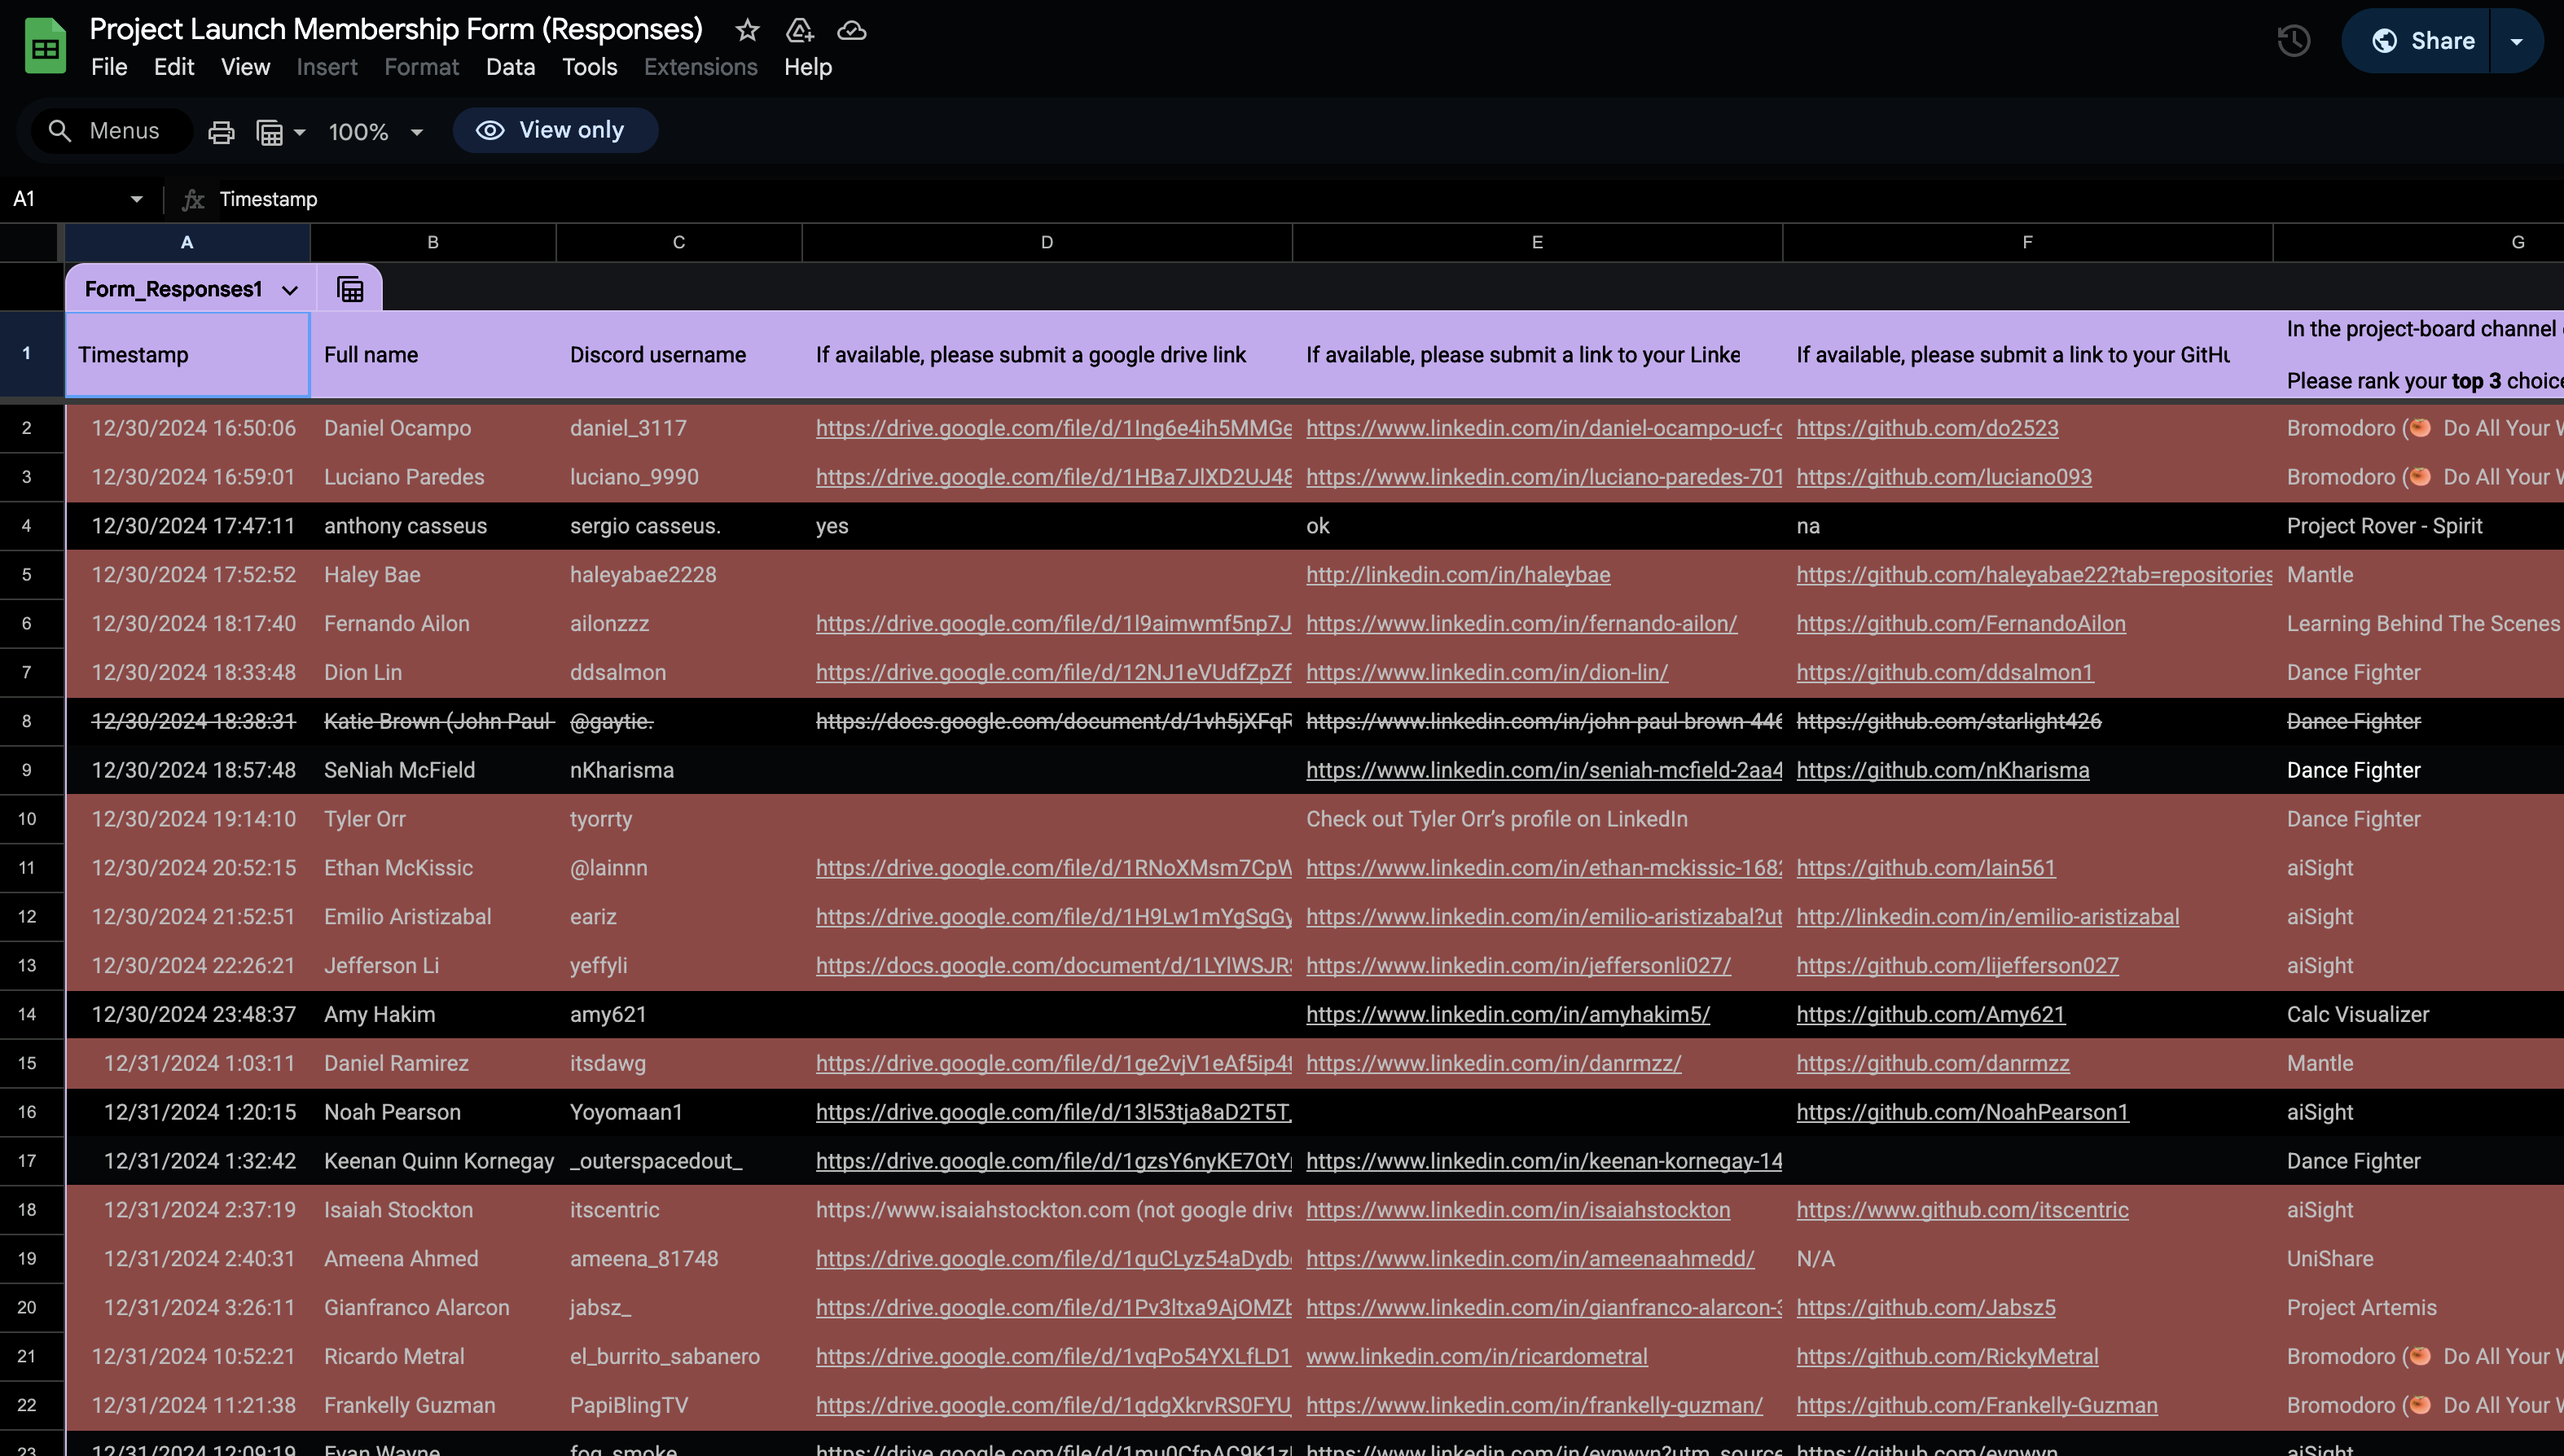 Project Launch Membership Form (Responses)
File Edit View Insert Format Data Tools Extensions Help
Share
Menus 100% View only
A1 fx Timestamp
A B C D E F G
Form_Responses1
1 Timestamp Full name Discord username If available, please submit a google drive link If available, please submit a link to your Linke If available, please submit a link to your GitHu In the project-board channel
Please rank your top 3 choice
2 12/30/2024 16:50:06 Daniel Ocampo daniel_3117 https://drive.google.com/file/d/1Ing6e4ih5MMGe https://www.linkedin.com/in/daniel-ocampo-ucf-c https://github.com/do2523 Bromodoro (🍅 Do All Your W
3 12/30/2024 16:59:01 Luciano Paredes luciano_9990 https://drive.google.com/file/d/1HBa7JlXD2UJ48 https://www.linkedin.com/in/luciano-paredes-701 https://github.com/luciano093 Bromodoro (🍅 Do All Your W
4 12/30/2024 17:47:11 anthony casseus sergio casseus. yes ok na Project Rover - Spirit
5 12/30/2024 17:52:52 Haley Bae haleyabae2228 http://linkedin.com/in/haleybae https://github.com/haleyabae22?tab=repositories Mantle
6 12/30/2024 18:17:40 Fernando Ailon ailonzzz https://drive.google.com/file/d/1l9aimwmf5np7J https://www.linkedin.com/in/fernando-ailon/ https://github.com/FernandoAilon Learning Behind The Scenes
7 12/30/2024 18:33:48 Dion Lin ddsalmon https://drive.google.com/file/d/12NJ1eVUdfZpZf https://www.linkedin.com/in/dion-lin/ https://github.com/ddsalmon1 Dance Fighter
8 12/30/2024 18:38:31 Katie Brown (John Paul @gaytie. https://docs.google.com/document/d/1vh5jXFqR https://www.linkedin.com/in/john-paul-brown-446 https://github.com/starlight426 Dance Fighter
9 12/30/2024 18:57:48 SeNiah McField nKharisma https://www.linkedin.com/in/seniah-mcfield-2aa4 https://github.com/nKharisma Dance Fighter
10 12/30/2024 19:14:10 Tyler Orr tyorrty Check out Tyler Orr’s profile on LinkedIn Dance Fighter
11 12/30/2024 20:52:15 Ethan McKissic @lainnn https://drive.google.com/file/d/1RNoXMsm7CpW https://www.linkedin.com/in/ethan-mckissic-1682 https://github.com/lain561 aiSight
12 12/30/2024 21:52:51 Emilio Aristizabal eariz https://drive.google.com/file/d/1H9Lw1mYgSgGy https://www.linkedin.com/in/emilio-aristizabal?ut http://linkedin.com/in/emilio-aristizabal aiSight
13 12/30/2024 22:26:21 Jefferson Li yeffyli https://docs.google.com/document/d/1LYlWSJRS https://www.linkedin.com/in/jeffersonli027/ https://github.com/lijefferson027 aiSight
14 12/30/2024 23:48:37 Amy Hakim amy621 https://www.linkedin.com/in/amyhakim5/ https://github.com/Amy621 Calc Visualizer
15 12/31/2024 1:03:11 Daniel Ramirez itsdawg https://drive.google.com/file/d/1ge2vjV1eAf5ip4t https://www.linkedin.com/in/danrmzz/ https://github.com/danrmzz Mantle
16 12/31/2024 1:20:15 Noah Pearson Yoyomaan1 https://drive.google.com/file/d/13l53tja8aD2T5T_ https://github.com/NoahPearson1 aiSight
17 12/31/2024 1:32:42 Keenan Quinn Kornegay _outerspacedout_ https://drive.google.com/file/d/1gzsY6nyKE7OtY https://www.linkedin.com/in/keenan-kornegay-14 Dance Fighter
18 12/31/2024 2:37:19 Isaiah Stockton itscentric https://www.isaiahstockton.com (not google drive https://www.linkedin.com/in/isaiahstockton https://www.github.com/itscentric aiSight
19 12/31/2024 2:40:31 Ameena Ahmed ameena_81748 https://drive.google.com/file/d/1quCLyz54aDydb https://www.linkedin.com/in/ameenaahmedd/ N/A UniShare
20 12/31/2024 3:26:11 Gianfranco Alarcon jabsz_ https://drive.google.com/file/d/1Pv3ltxa9AjOMZb https://www.linkedin.com/in/gianfranco-alarcon-3 https://github.com/Jabsz5 Project Artemis
21 12/31/2024 10:52:21 Ricardo Metral el_burrito_sabanero https://drive.google.com/file/d/1vqPo54YXLfLD1 www.linkedin.com/in/ricardometral https://github.com/RickyMetral Bromodoro (🍅 Do All Your W
22 12/31/2024 11:21:38 Frankelly Guzman PapiBlingTV https://drive.google.com/file/d/1qdgXkrvRS0FYU https://www.linkedin.com/in/frankelly-guzman/ https://github.com/Frankelly-Guzman Bromodoro (🍅 Do All Your W
23 12/31/2024 12:09:19 Evan Wayne fog_smoke https://drive.google.com/file/d/1mu0CfpAC9K1z https://www.linkedin.com/in/evnwyn?utm_source https://github.com/evnwyn aiSight